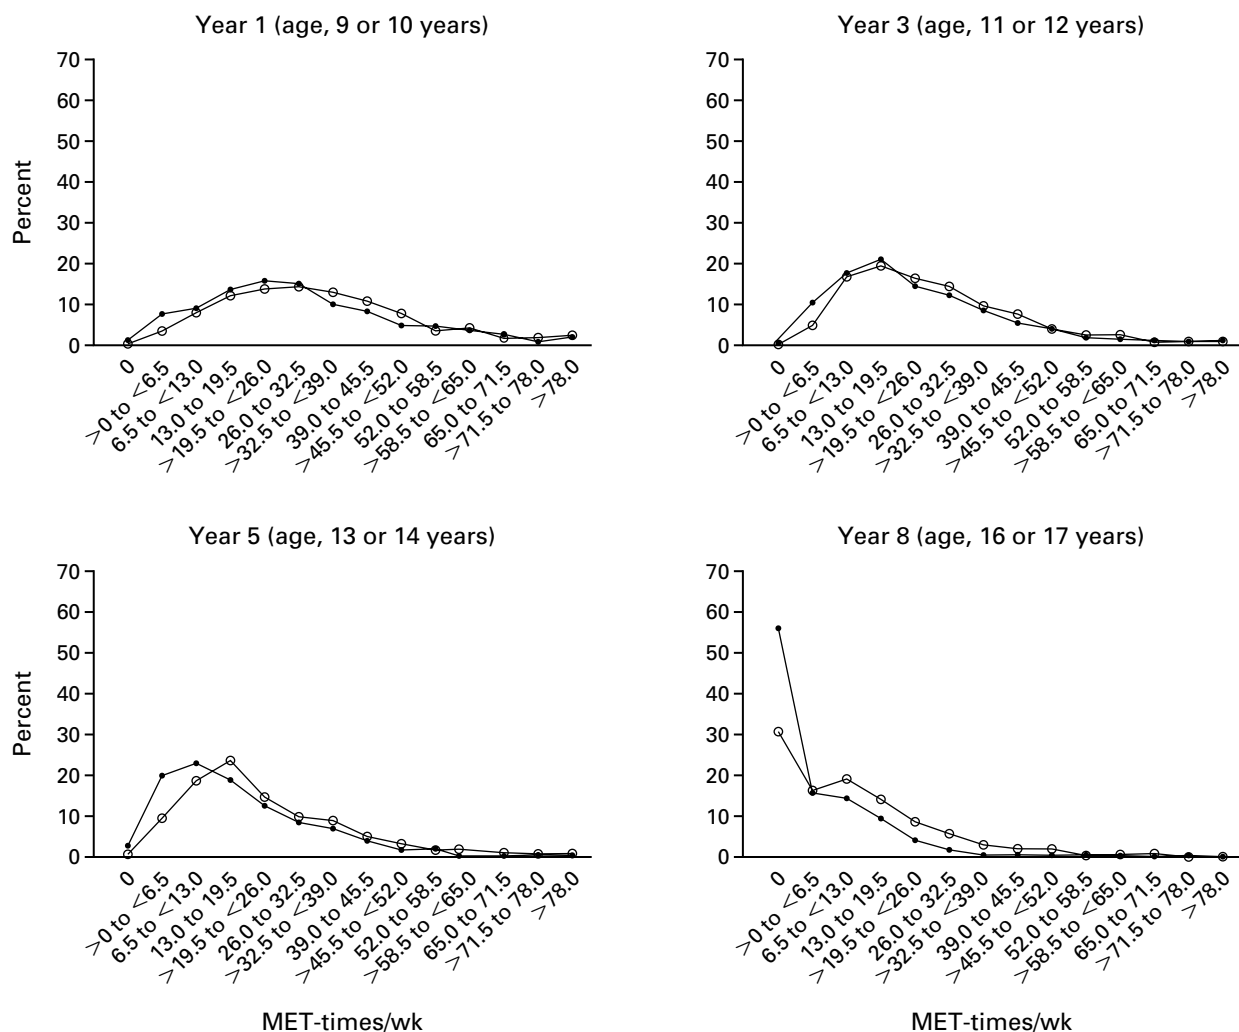 Year 1 (age, 9 or 10 years)
70
60
50
40
30
20
10
0
Percent
0
>0 to <6.5
6.5 to <13.0
13.0 to 19.5
>19.5 to <26.0
26.0 to 32.5
>32.5 to <39.0
39.0 to 45.5
>45.5 to <52.0
52.0 to 58.5
>58.5 to <65.0
65.0 to 71.5
>71.5 to 78.0
>78.0
Year 3 (age, 11 or 12 years)
70
60
50
40
30
20
10
0
0
>0 to <6.5
6.5 to <13.0
13.0 to 19.5
>19.5 to <26.0
26.0 to 32.5
>32.5 to <39.0
39.0 to 45.5
>45.5 to <52.0
52.0 to 58.5
>58.5 to <65.0
65.0 to 71.5
>71.5 to 78.0
>78.0
Year 5 (age, 13 or 14 years)
70
60
50
40
30
20
10
0
Percent
0
>0 to <6.5
6.5 to <13.0
13.0 to 19.5
>19.5 to <26.0
26.0 to 32.5
>32.5 to <39.0
39.0 to 45.5
>45.5 to <52.0
52.0 to 58.5
>58.5 to <65.0
65.0 to 71.5
>71.5 to 78.0
>78.0
MET-times/wk
Year 8 (age, 16 or 17 years)
70
60
50
40
30
20
10
0
0
>0 to <6.5
6.5 to <13.0
13.0 to 19.5
>19.5 to <26.0
26.0 to 32.5
>32.5 to <39.0
39.0 to 45.5
>45.5 to <52.0
52.0 to 58.5
>58.5 to <65.0
65.0 to 71.5
>71.5 to 78.0
>78.0
MET-times/wk